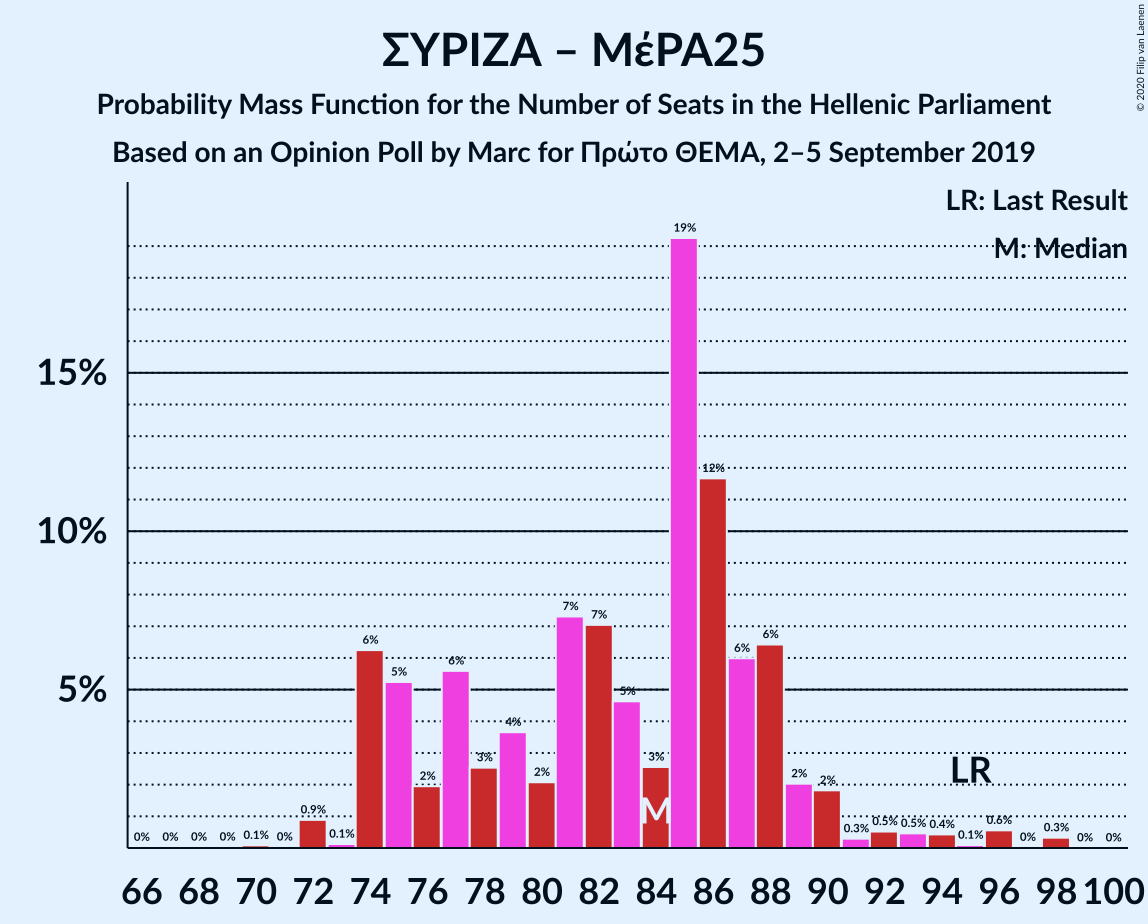 ΣΥΡΙΖΑ – ΜέΡΑ25
Probability Mass Function for the Number of Seats in the Hellenic Parliament
Based on an Opinion Poll by Marc for Πρώτο ΘΕΜΑ, 2–5 September 2019
© 2020 Filip van Laenen
LR: Last Result
M: Median
15%
10%
5%
0% 0% 0% 0% 0.1% 0% 0.9% 0.1% 6% 5% 2% 6% 3% 4% 2% 7% 7% 5% 3% 19% 12% 6% 6% 2% 2% 0.3% 0.5% 0.5% 0.4% 0.1% 0.6% 0% 0.3% 0% 0%
LR
M
66 68 70 72 74 76 78 80 82 84 86 88 90 92 94 96 98 100